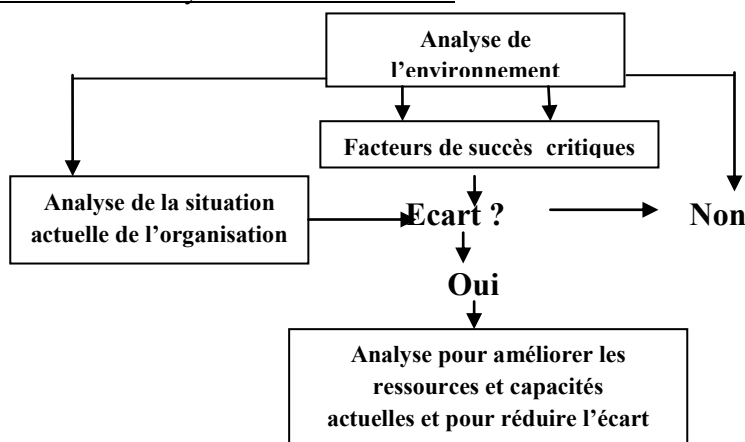 Analyse de
l'environnement
Facteurs de succès critiques
Analyse de la situation
actuelle de l'organisation
Ecart ?
Non
Oui
Analyse pour améliorer les
ressources et capacités
actuelles et pour réduire l'écart